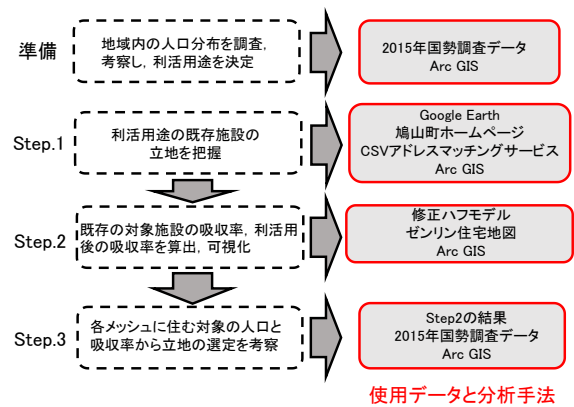 準備
地域内の人口分布を調査,
考察し, 利活用途を決定
2015年国勢調査データ
Arc GIS
Step.1
利活用途の既存施設の
立地を把握
Google Earth
鳩山町ホームページ
CSVアドレスマッチングサービス
Arc GIS
Step.2
既存の対象施設の吸収率, 利活用
後の吸収率を算出, 可視化
修正ハフモデル
ゼンリン住宅地図
Arc GIS
Step.3
各メッシュに住む対象の人口と
吸収率から立地の選定を考察
Step2の結果
2015年国勢調査データ
Arc GIS
使用データと分析手法